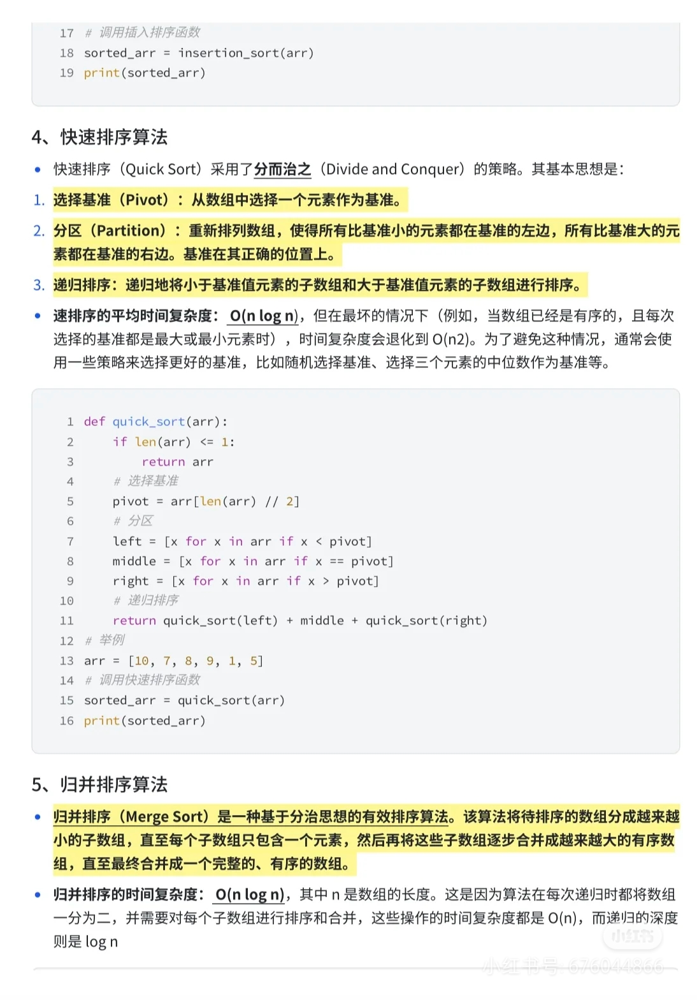 17 # 调用插入排序函数
18 sorted_arr = insertion_sort(arr)
19 print(sorted_arr)
4、快速排序算法
• 快速排序（Quick Sort）采用了分而治之（Divide and Conquer）的策略。其基本思想是：
1. 选择基准（Pivot）：从数组中选择一个元素作为基准。
2. 分区（Partition）：重新排列数组，使得所有比基准小的元素都在基准的左边，所有比基准大的元
素都在基准的右边。基准在其正确的位置上。
3. 递归排序：递归地将小于基准值元素的子数组和大于基准值元素的子数组进行排序。
• 速排序的平均时间复杂度： O(n log n)，但在最坏的情况下（例如，当数组已经是有序的，且每次
选择的基准都是最大或最小元素时），时间复杂度会退化到 O(n2)。为了避免这种情况，通常会使
用一些策略来选择更好的基准，比如随机选择基准、选择三个元素的中位数作为基准等。
1 def quick_sort(arr):
2     if len(arr) <= 1:
3         return arr
4     # 选择基准
5     pivot = arr[len(arr) // 2]
6     # 分区
7     left = [x for x in arr if x < pivot]
8     middle = [x for x in arr if x == pivot]
9     right = [x for x in arr if x > pivot]
10     # 递归排序
11     return quick_sort(left) + middle + quick_sort(right)
12 # 举例
13 arr = [10, 7, 8, 9, 1, 5]
14 # 调用快速排序函数
15 sorted_arr = quick_sort(arr)
16 print(sorted_arr)
5、归并排序算法
• 归并排序（Merge Sort）是一种基于分治思想的有效排序算法。该算法将待排序的数组分成越来越
小的子数组，直至每个子数组只包含一个元素，然后再将这些子数组逐步合并成越来越大的有序数
组，直至最终合并成一个完整的、有序的数组。
• 归并排序的时间复杂度： O(n log n)，其中 n 是数组的长度。这是因为算法在每次递归时都将数组
一分为二，并需要对每个子数组进行排序和合并，这些操作的时间复杂度都是 O(n)，而递归的深度
则是 log n
小红书
小红书号: 676044866